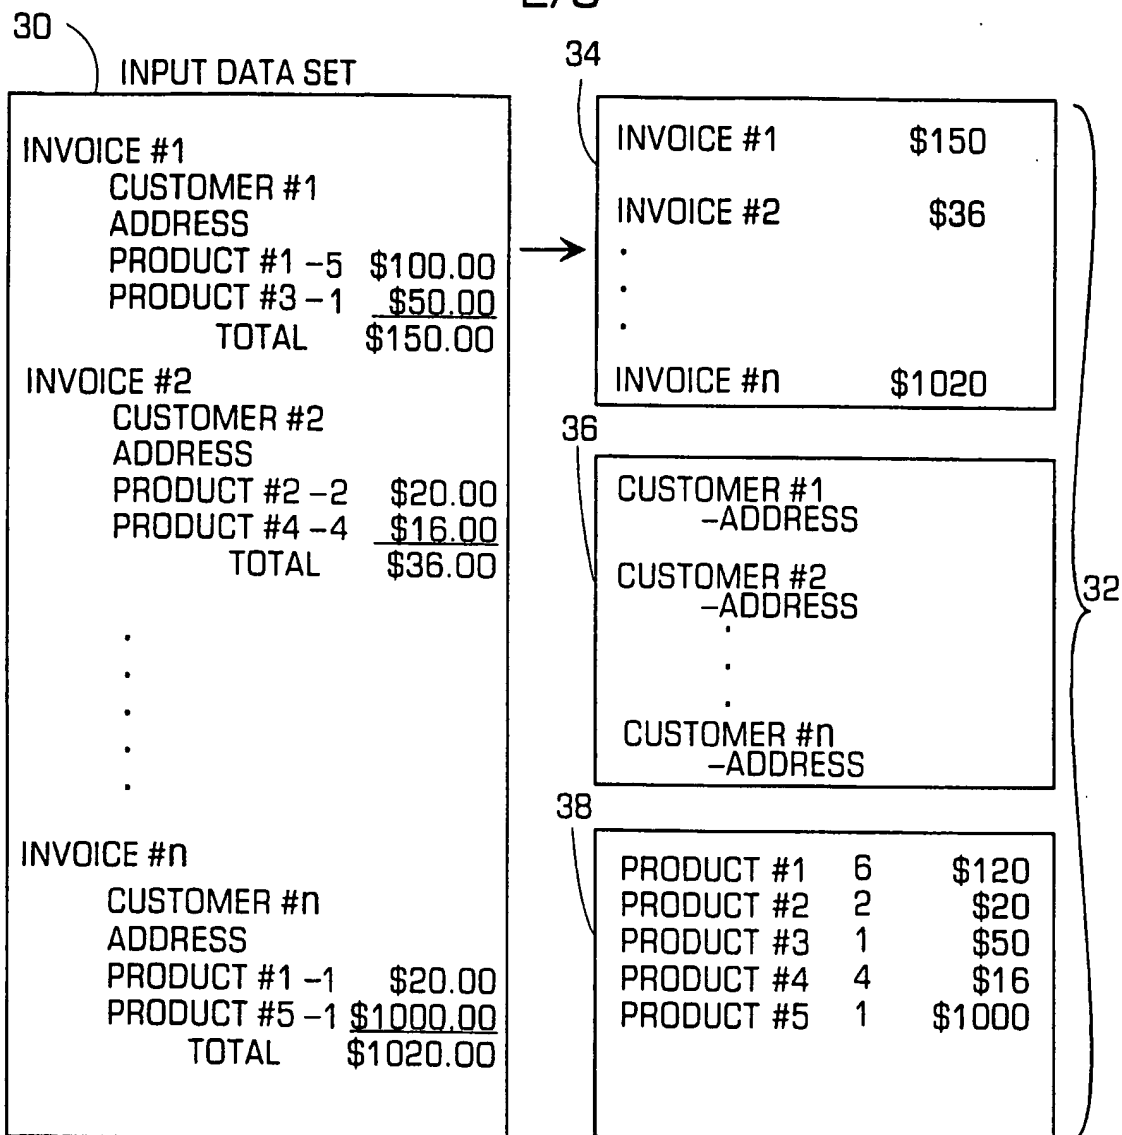 30
INPUT DATA SET
INVOICE #1
CUSTOMER #1
ADDRESS
PRODUCT #1 –5 $100.00
PRODUCT #3 –1 $50.00
TOTAL $150.00
INVOICE #2
CUSTOMER #2
ADDRESS
PRODUCT #2 –2 $20.00
PRODUCT #4 –4 $16.00
TOTAL $36.00
.
.
.
.
.
INVOICE #n
CUSTOMER #n
ADDRESS
PRODUCT #1 –1 $20.00
PRODUCT #5 –1 $1000.00
TOTAL $1020.00
34
INVOICE #1 $150
INVOICE #2 $36
.
.
.
INVOICE #n $1020
36
CUSTOMER #1
–ADDRESS
CUSTOMER #2
–ADDRESS
.
.
.
CUSTOMER #n
–ADDRESS
32
38
PRODUCT #1 6 $120
PRODUCT #2 2 $20
PRODUCT #3 1 $50
PRODUCT #4 4 $16
PRODUCT #5 1 $1000